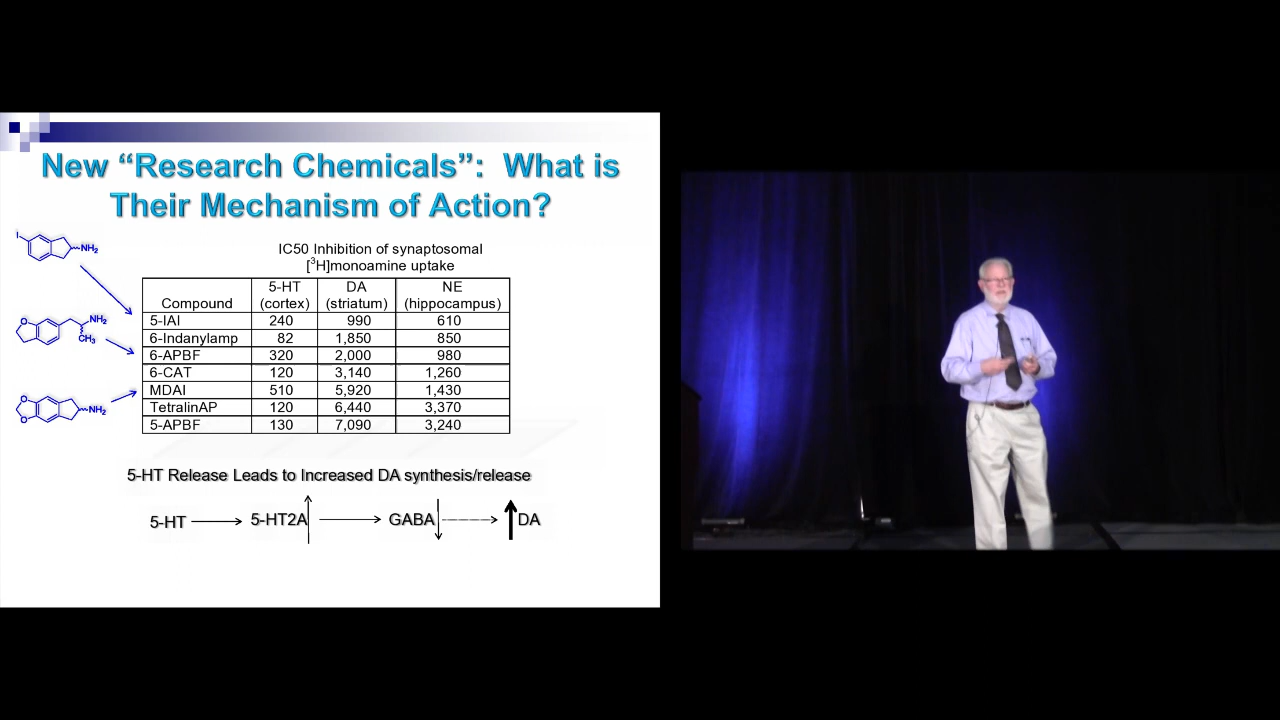 New “Research Chemicals”: What is
Their Mechanism of Action?
I
NH2
O
NH2
CH3
O
O
NH2
IC50 Inhibition of synaptosomal
[3H]monoamine uptake
Compound 5-HT (cortex) DA (striatum) NE (hippocampus)
5-IAI 240 990 610
6-Indanylamp 82 1,850 850
6-APBF 320 2,000 980
6-CAT 120 3,140 1,260
MDAI 510 5,920 1,430
TetralinAP 120 6,440 3,370
5-APBF 130 7,090 3,240
5-HT Release Leads to Increased DA synthesis/release
5-HT 5-HT2A GABA DA